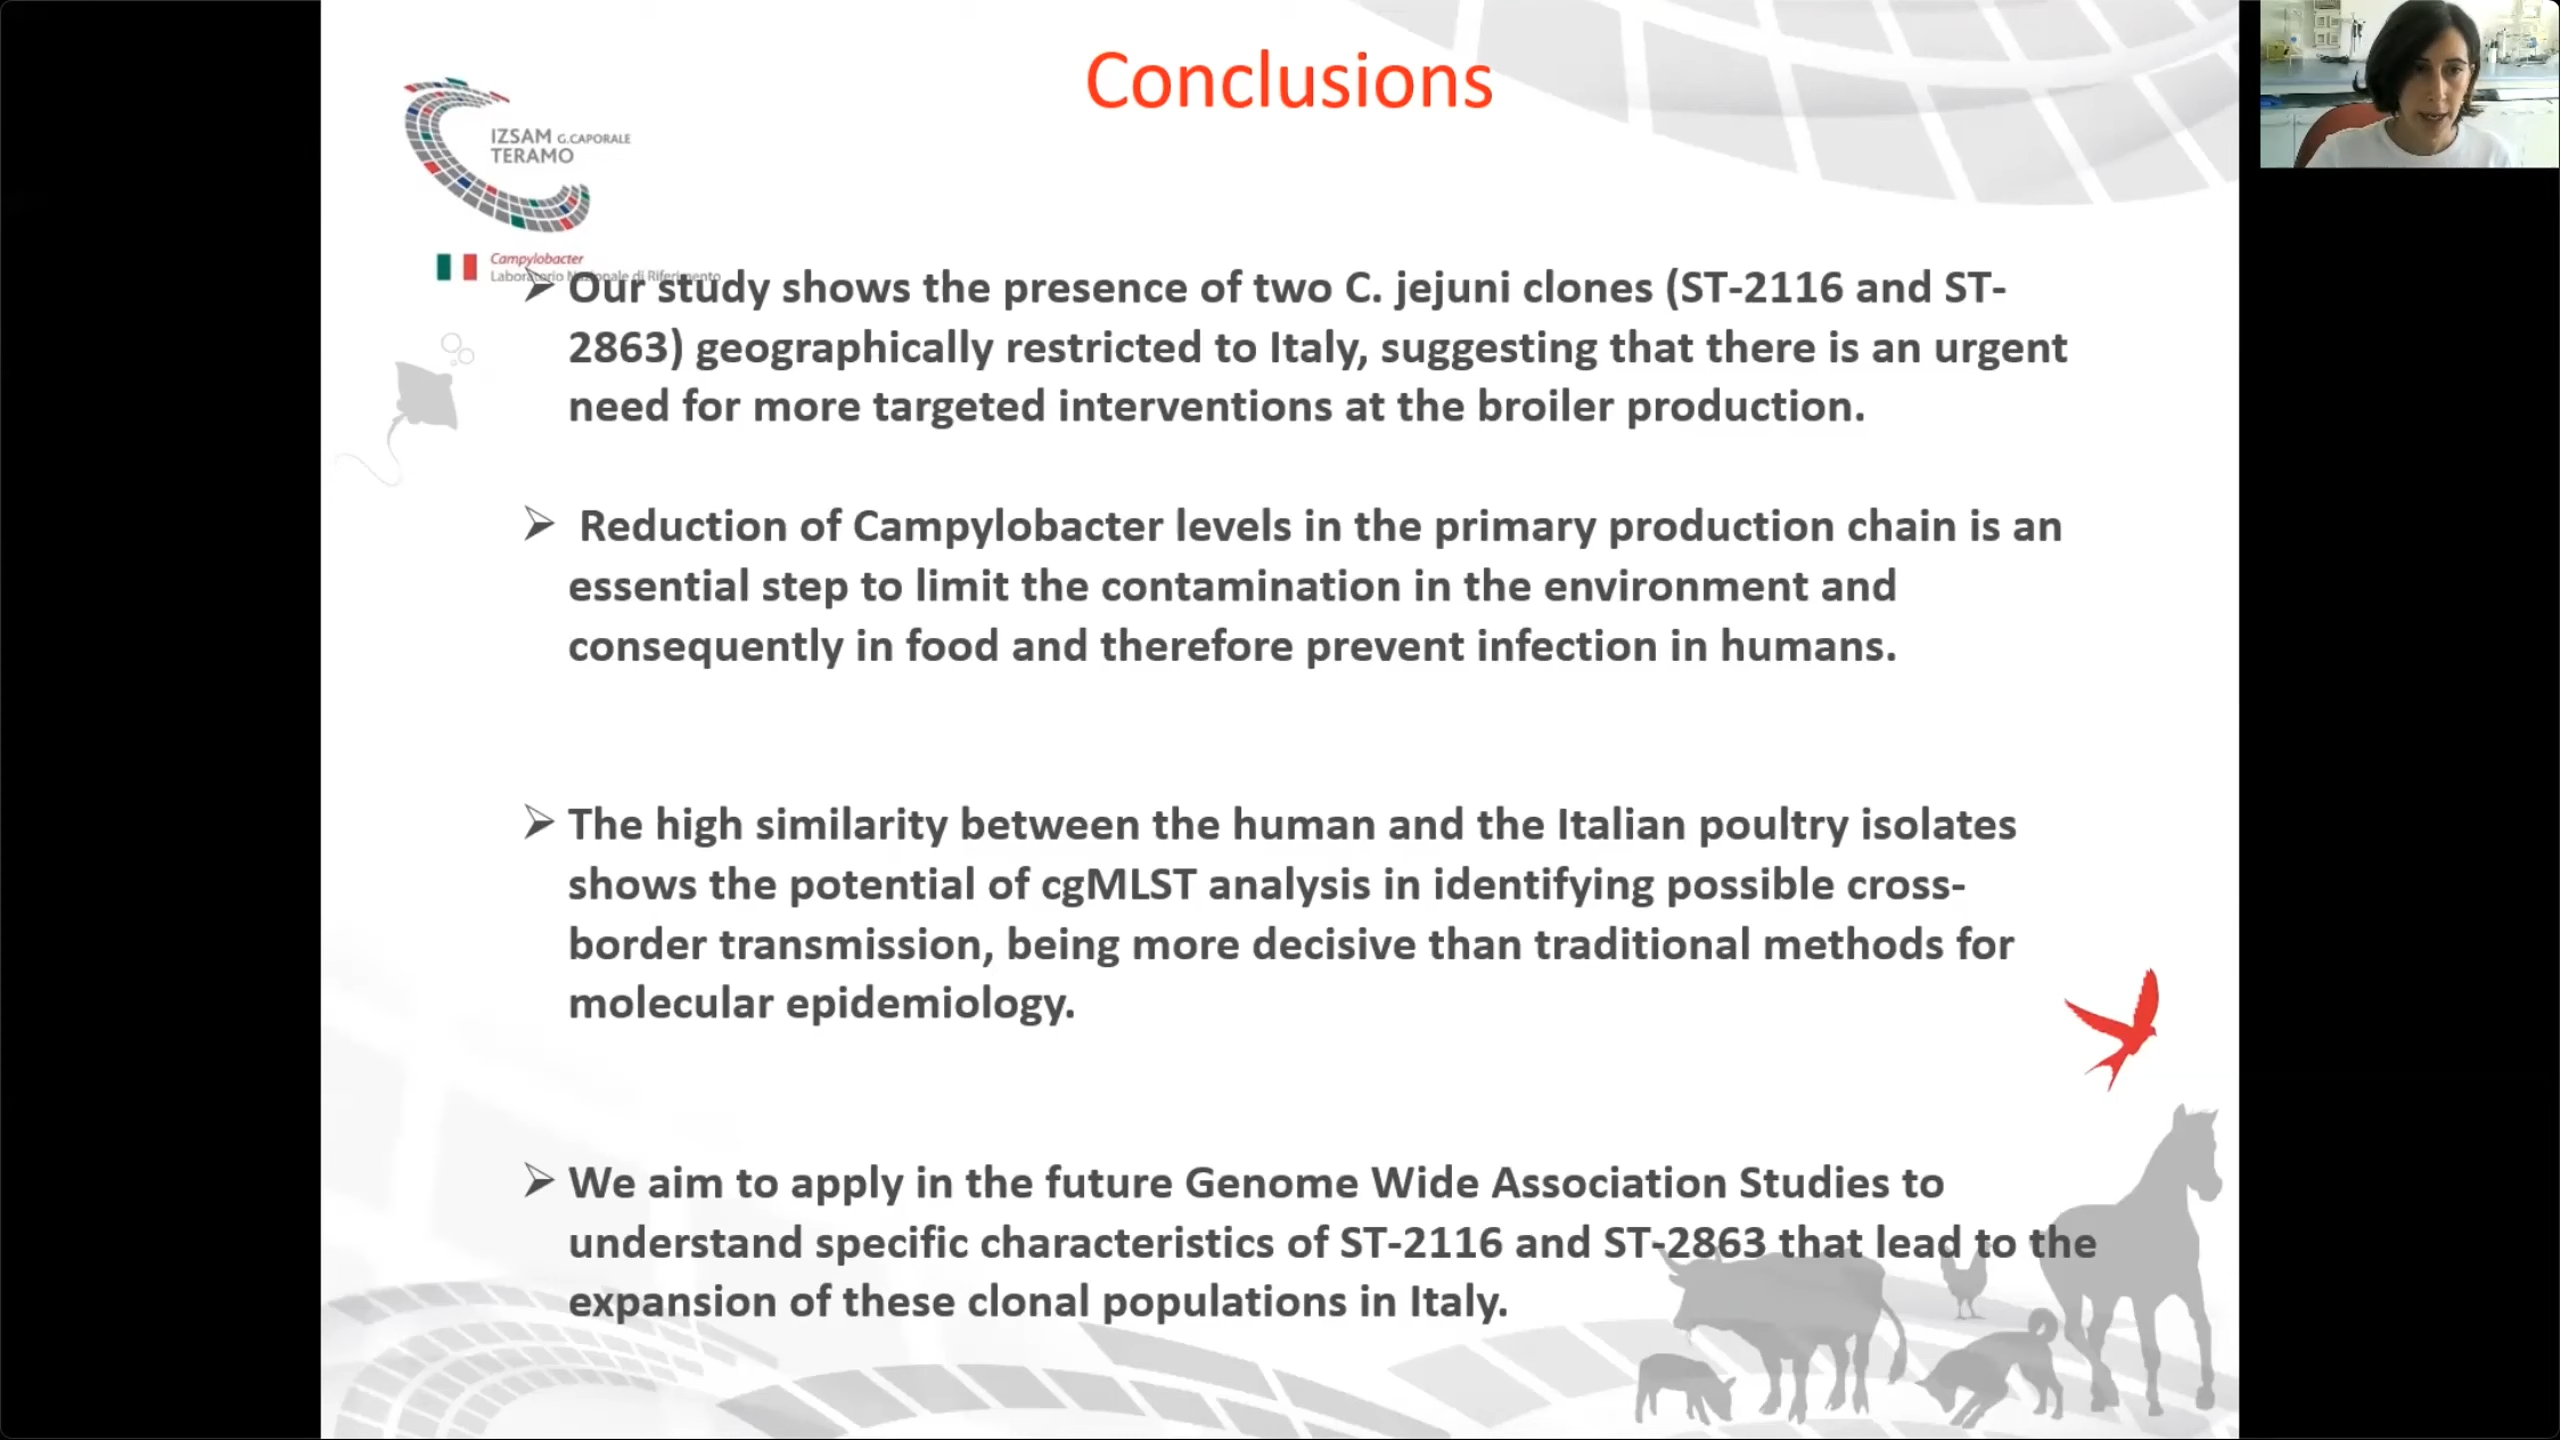 Conclusions
IZSAM G.CAPORALE
TERAMO
Campylobacter
Laboratorio Nazionale di Riferimento
➢ Our study shows the presence of two C. jejuni clones (ST-2116 and ST-
2863) geographically restricted to Italy, suggesting that there is an urgent
need for more targeted interventions at the broiler production.
➢ Reduction of Campylobacter levels in the primary production chain is an
essential step to limit the contamination in the environment and
consequently in food and therefore prevent infection in humans.
➢ The high similarity between the human and the Italian poultry isolates
shows the potential of cgMLST analysis in identifying possible cross-
border transmission, being more decisive than traditional methods for
molecular epidemiology.
➢ We aim to apply in the future Genome Wide Association Studies to
understand specific characteristics of ST-2116 and ST-2863 that lead to the
expansion of these clonal populations in Italy.